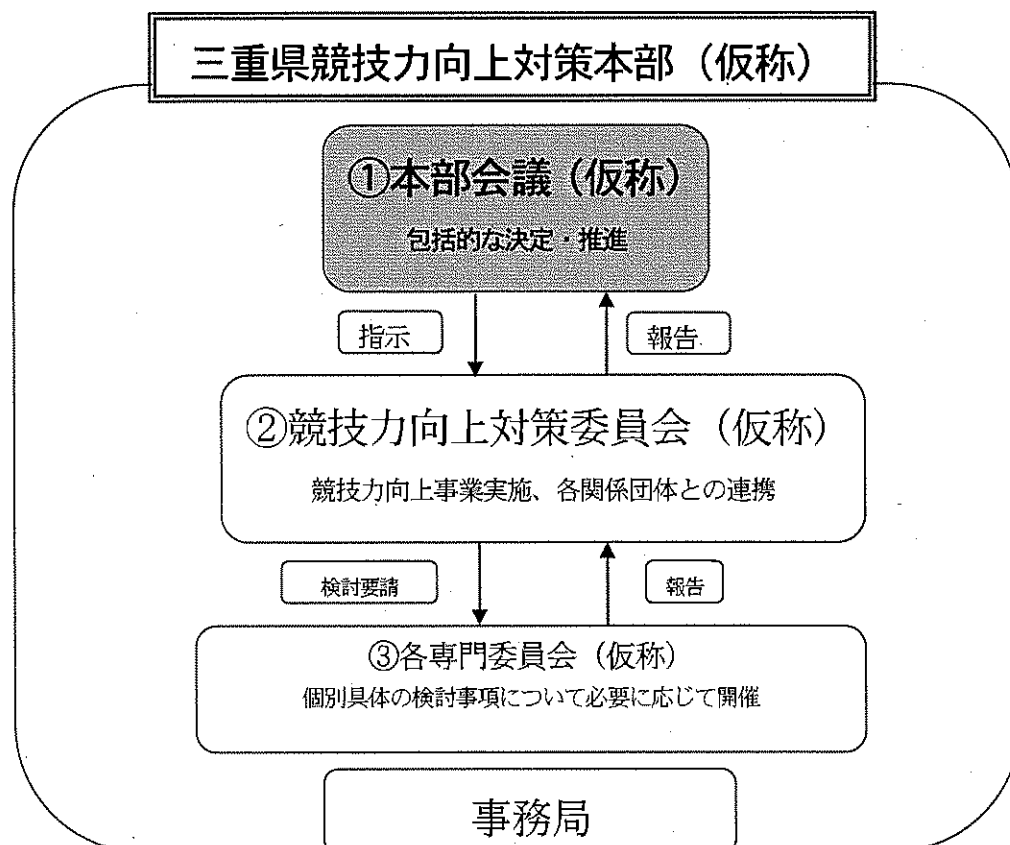 三重県競技力向上対策本部（仮称）
①本部会議（仮称）
包括的な決定・推進
指示
報告
②競技力向上対策委員会（仮称）
競技力向上事業実施、各関係団体との連携
検討要請
報告
③各専門委員会（仮称）
個別具体の検討事項について必要に応じて開催
事務局